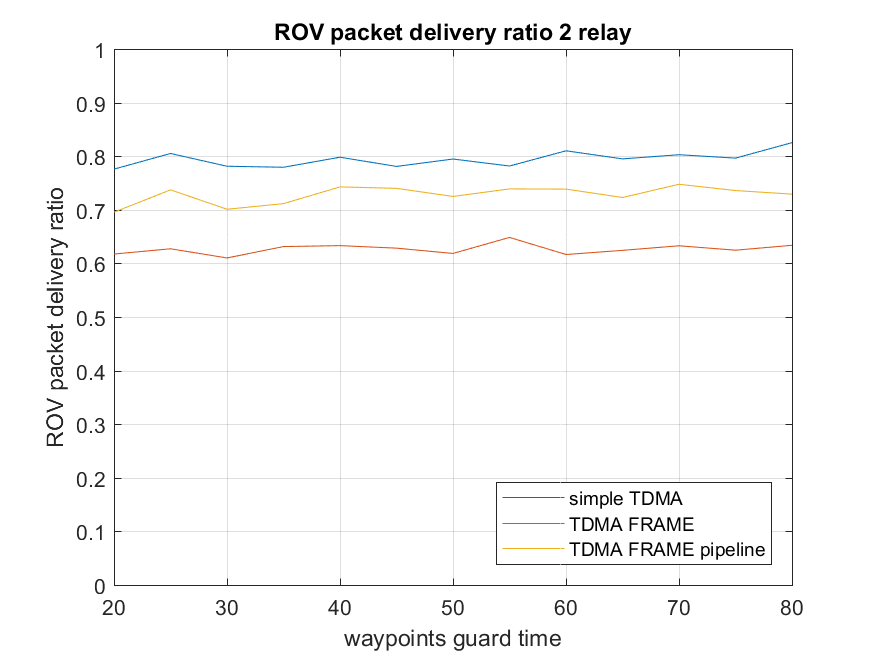 ROV packet delivery ratio 2 relay
1
0.9
0.8
0.7
0.6
0.5
0.4
0.3
0.2
0.1
0
ROV packet delivery ratio
simple TDMA
TDMA FRAME
TDMA FRAME pipeline
20 30 40 50 60 70 80
waypoints guard time